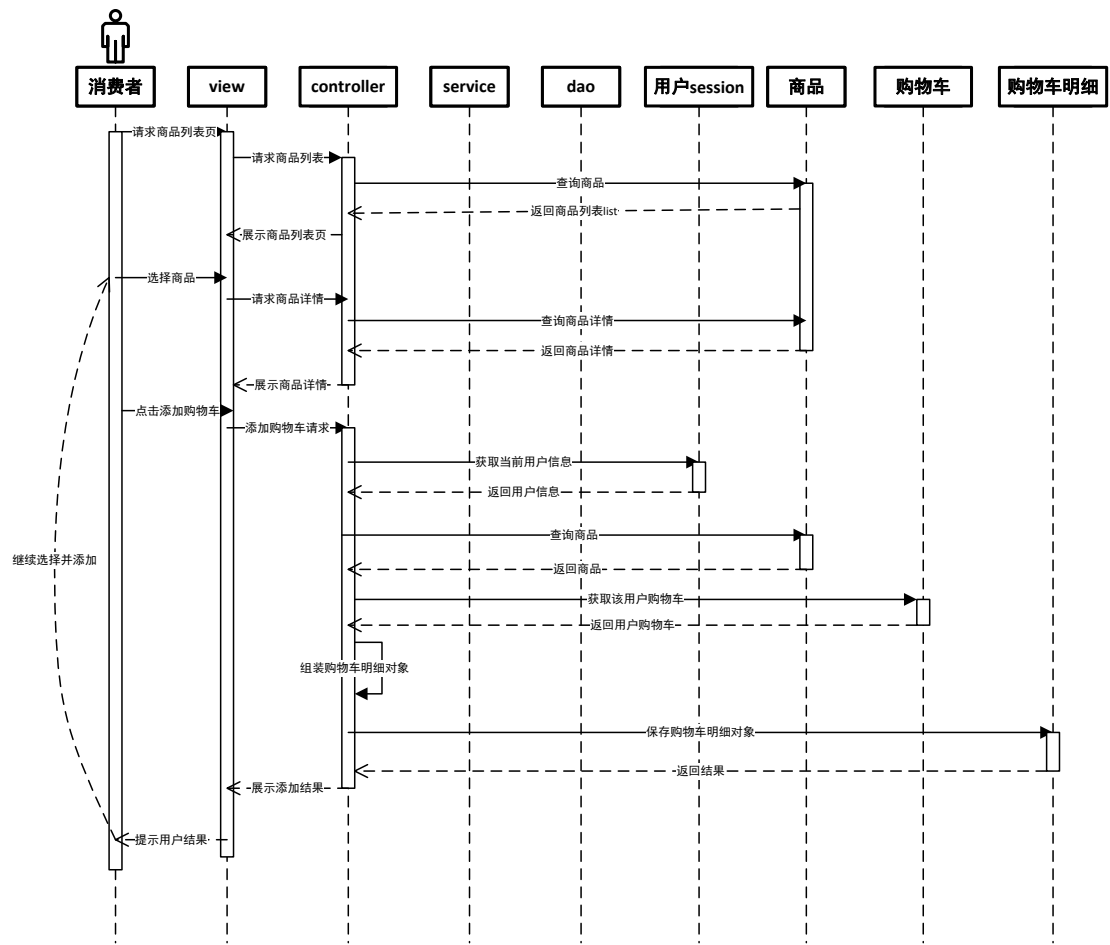 消费者
view
controller
service
dao
用户session
商品
购物车
购物车明细
请求商品列表页
请求商品列表
查询商品
返回商品列表list
展示商品列表页
选择商品
请求商品详情
查询商品详情
返回商品详情
展示商品详情
点击添加购物车
添加购物车请求
获取当前用户信息
返回用户信息
查询商品
继续选择并添加
返回商品
获取该用户购物车
返回用户购物车
组装购物车明细对象
保存购物车明细对象
返回结果
展示添加结果
提示用户结果